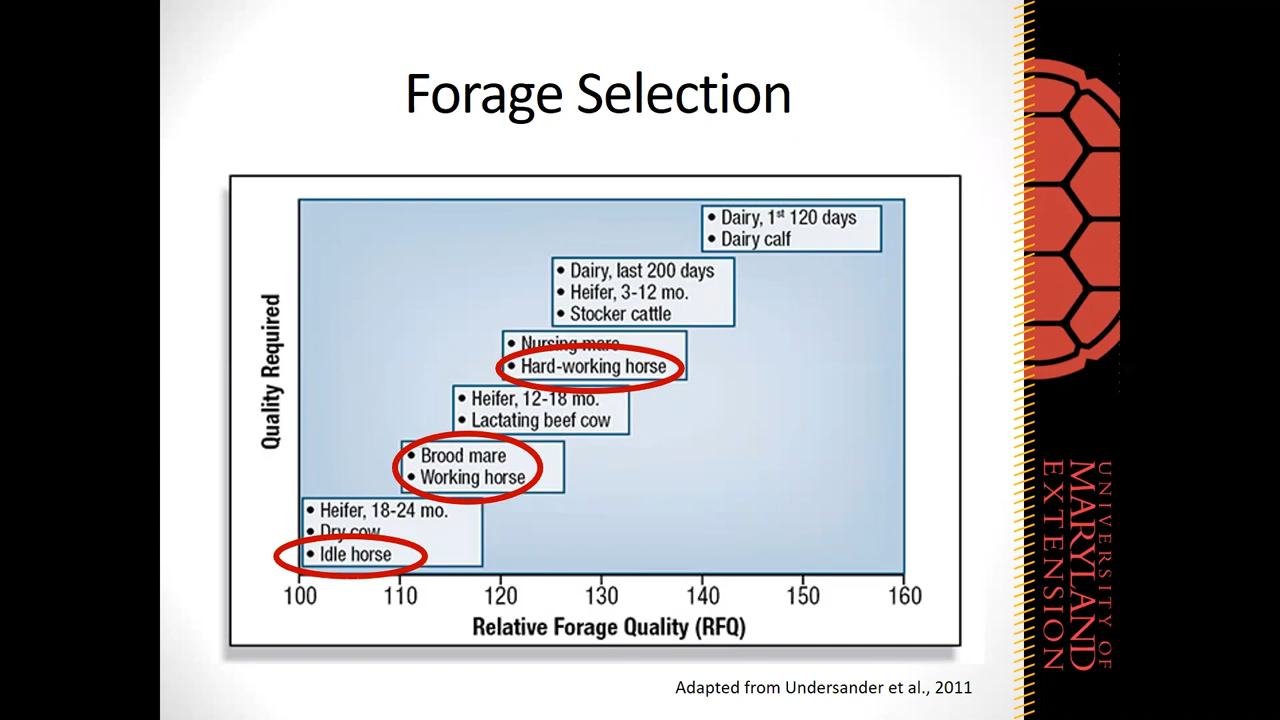 Forage Selection
• Dairy, 1st 120 days
• Dairy calf
• Dairy, last 200 days
• Heifer, 3-12 mo.
• Stocker cattle
• Nursing mare
• Hard-working horse
• Heifer, 12-18 mo.
• Lactating beef cow
• Brood mare
• Working horse
• Heifer, 18-24 mo.
• Dry cow
• Idle horse
Quality Required
100 110 120 130 140 150 160
Relative Forage Quality (RFQ)
Adapted from Undersander et al., 2011
UNIVERSITY OF
MARYLAND
EXTENSION